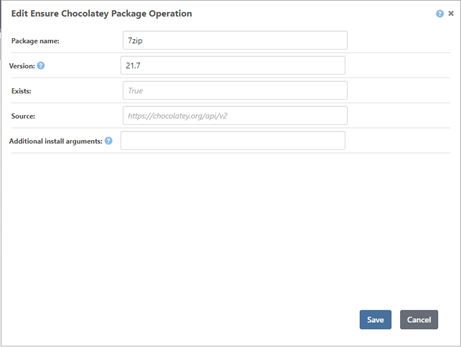 Edit Ensure Chocolatey Package Operation
Package name: 7zip
Version: 21.7
Exists: True
Source: https://chocolatey.org/api/v2
Additional install arguments:
Save Cancel